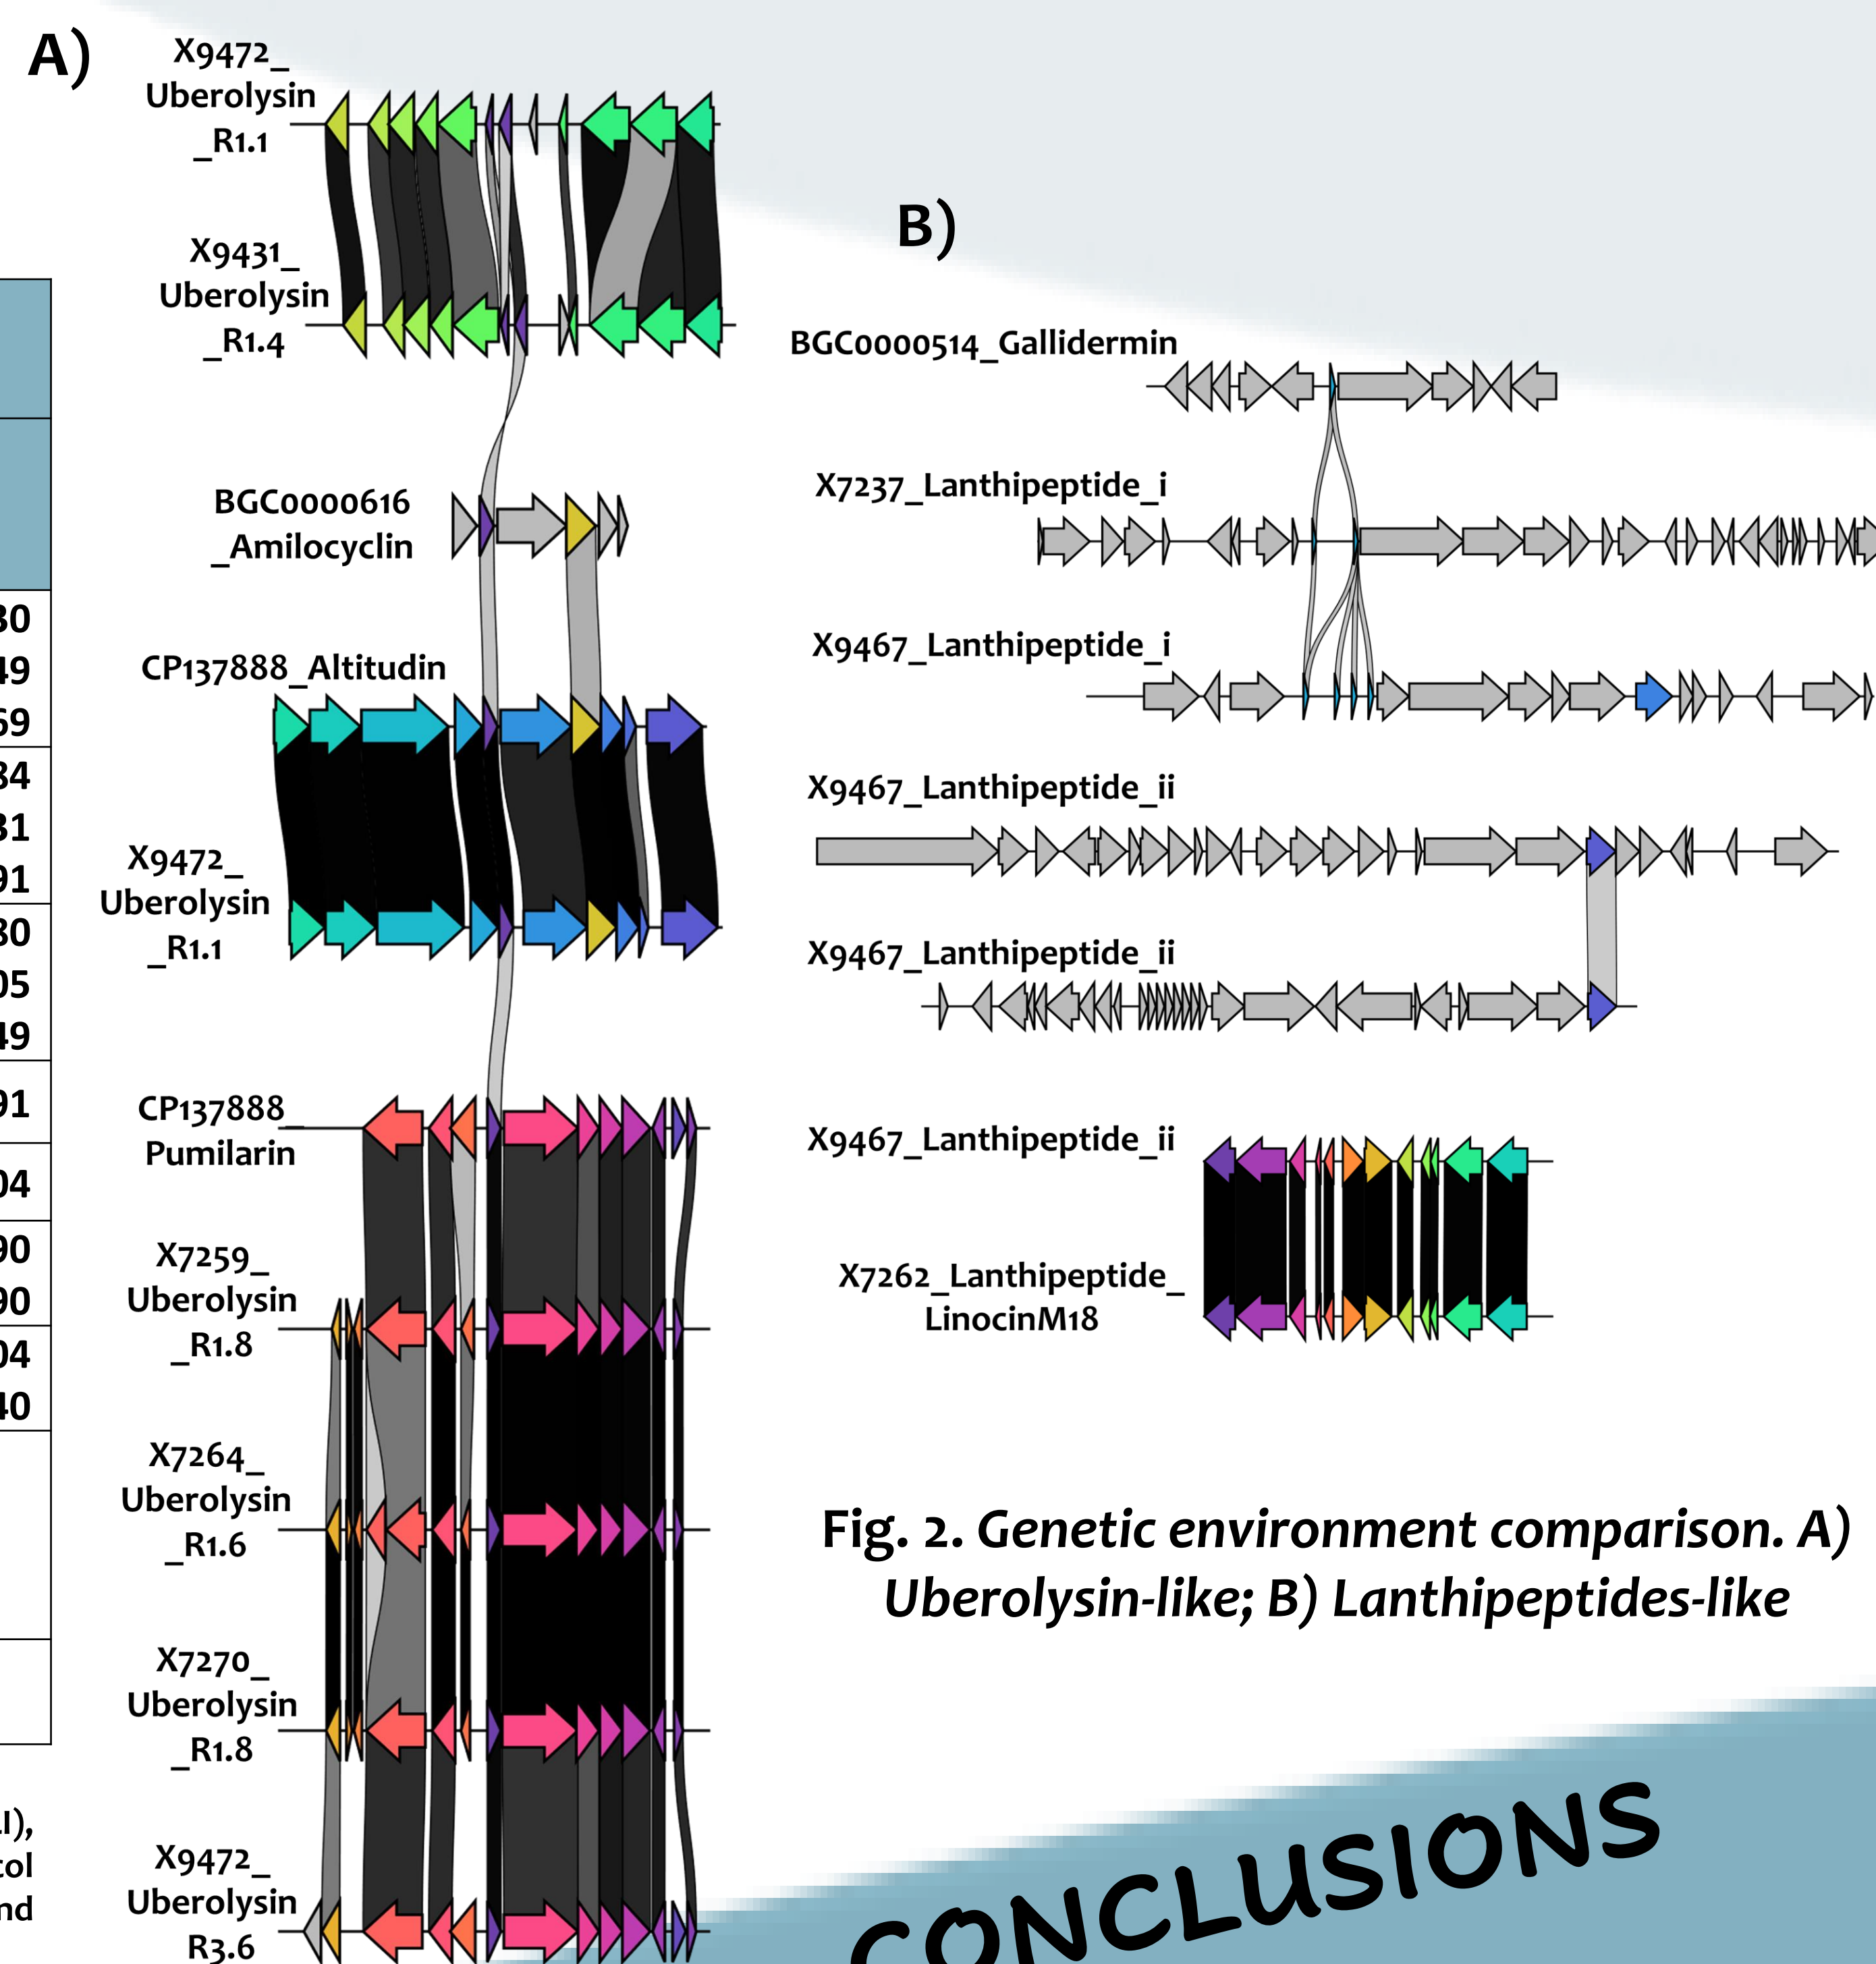 A)
X9472_
Uberolysin
_R1.1
X9431_
Uberolysin
_R1.4
BGC0000616
_Amilocyclin
CP137888_Altitudin
X9472_
Uberolysin
_R1.1
CP137888_
Pumilarin
X7259_
Uberolysin
_R1.8
X7264_
Uberolysin
_R1.6
X7270_
Uberolysin
_R1.8
X9472_
Uberolysin
R3.6
B)
BGC0000514_Gallidermin
X7237_Lanthipeptide_i
X9467_Lanthipeptide_i
X9467_Lanthipeptide_ii
X9467_Lanthipeptide_ii
X9467_Lanthipeptide_ii
X7262_Lanthipeptide_
LinocinM18
Fig. 2. Genetic environment comparison. A)
Uberolysin-like; B) Lanthipeptides-like
CONCLUSIONS